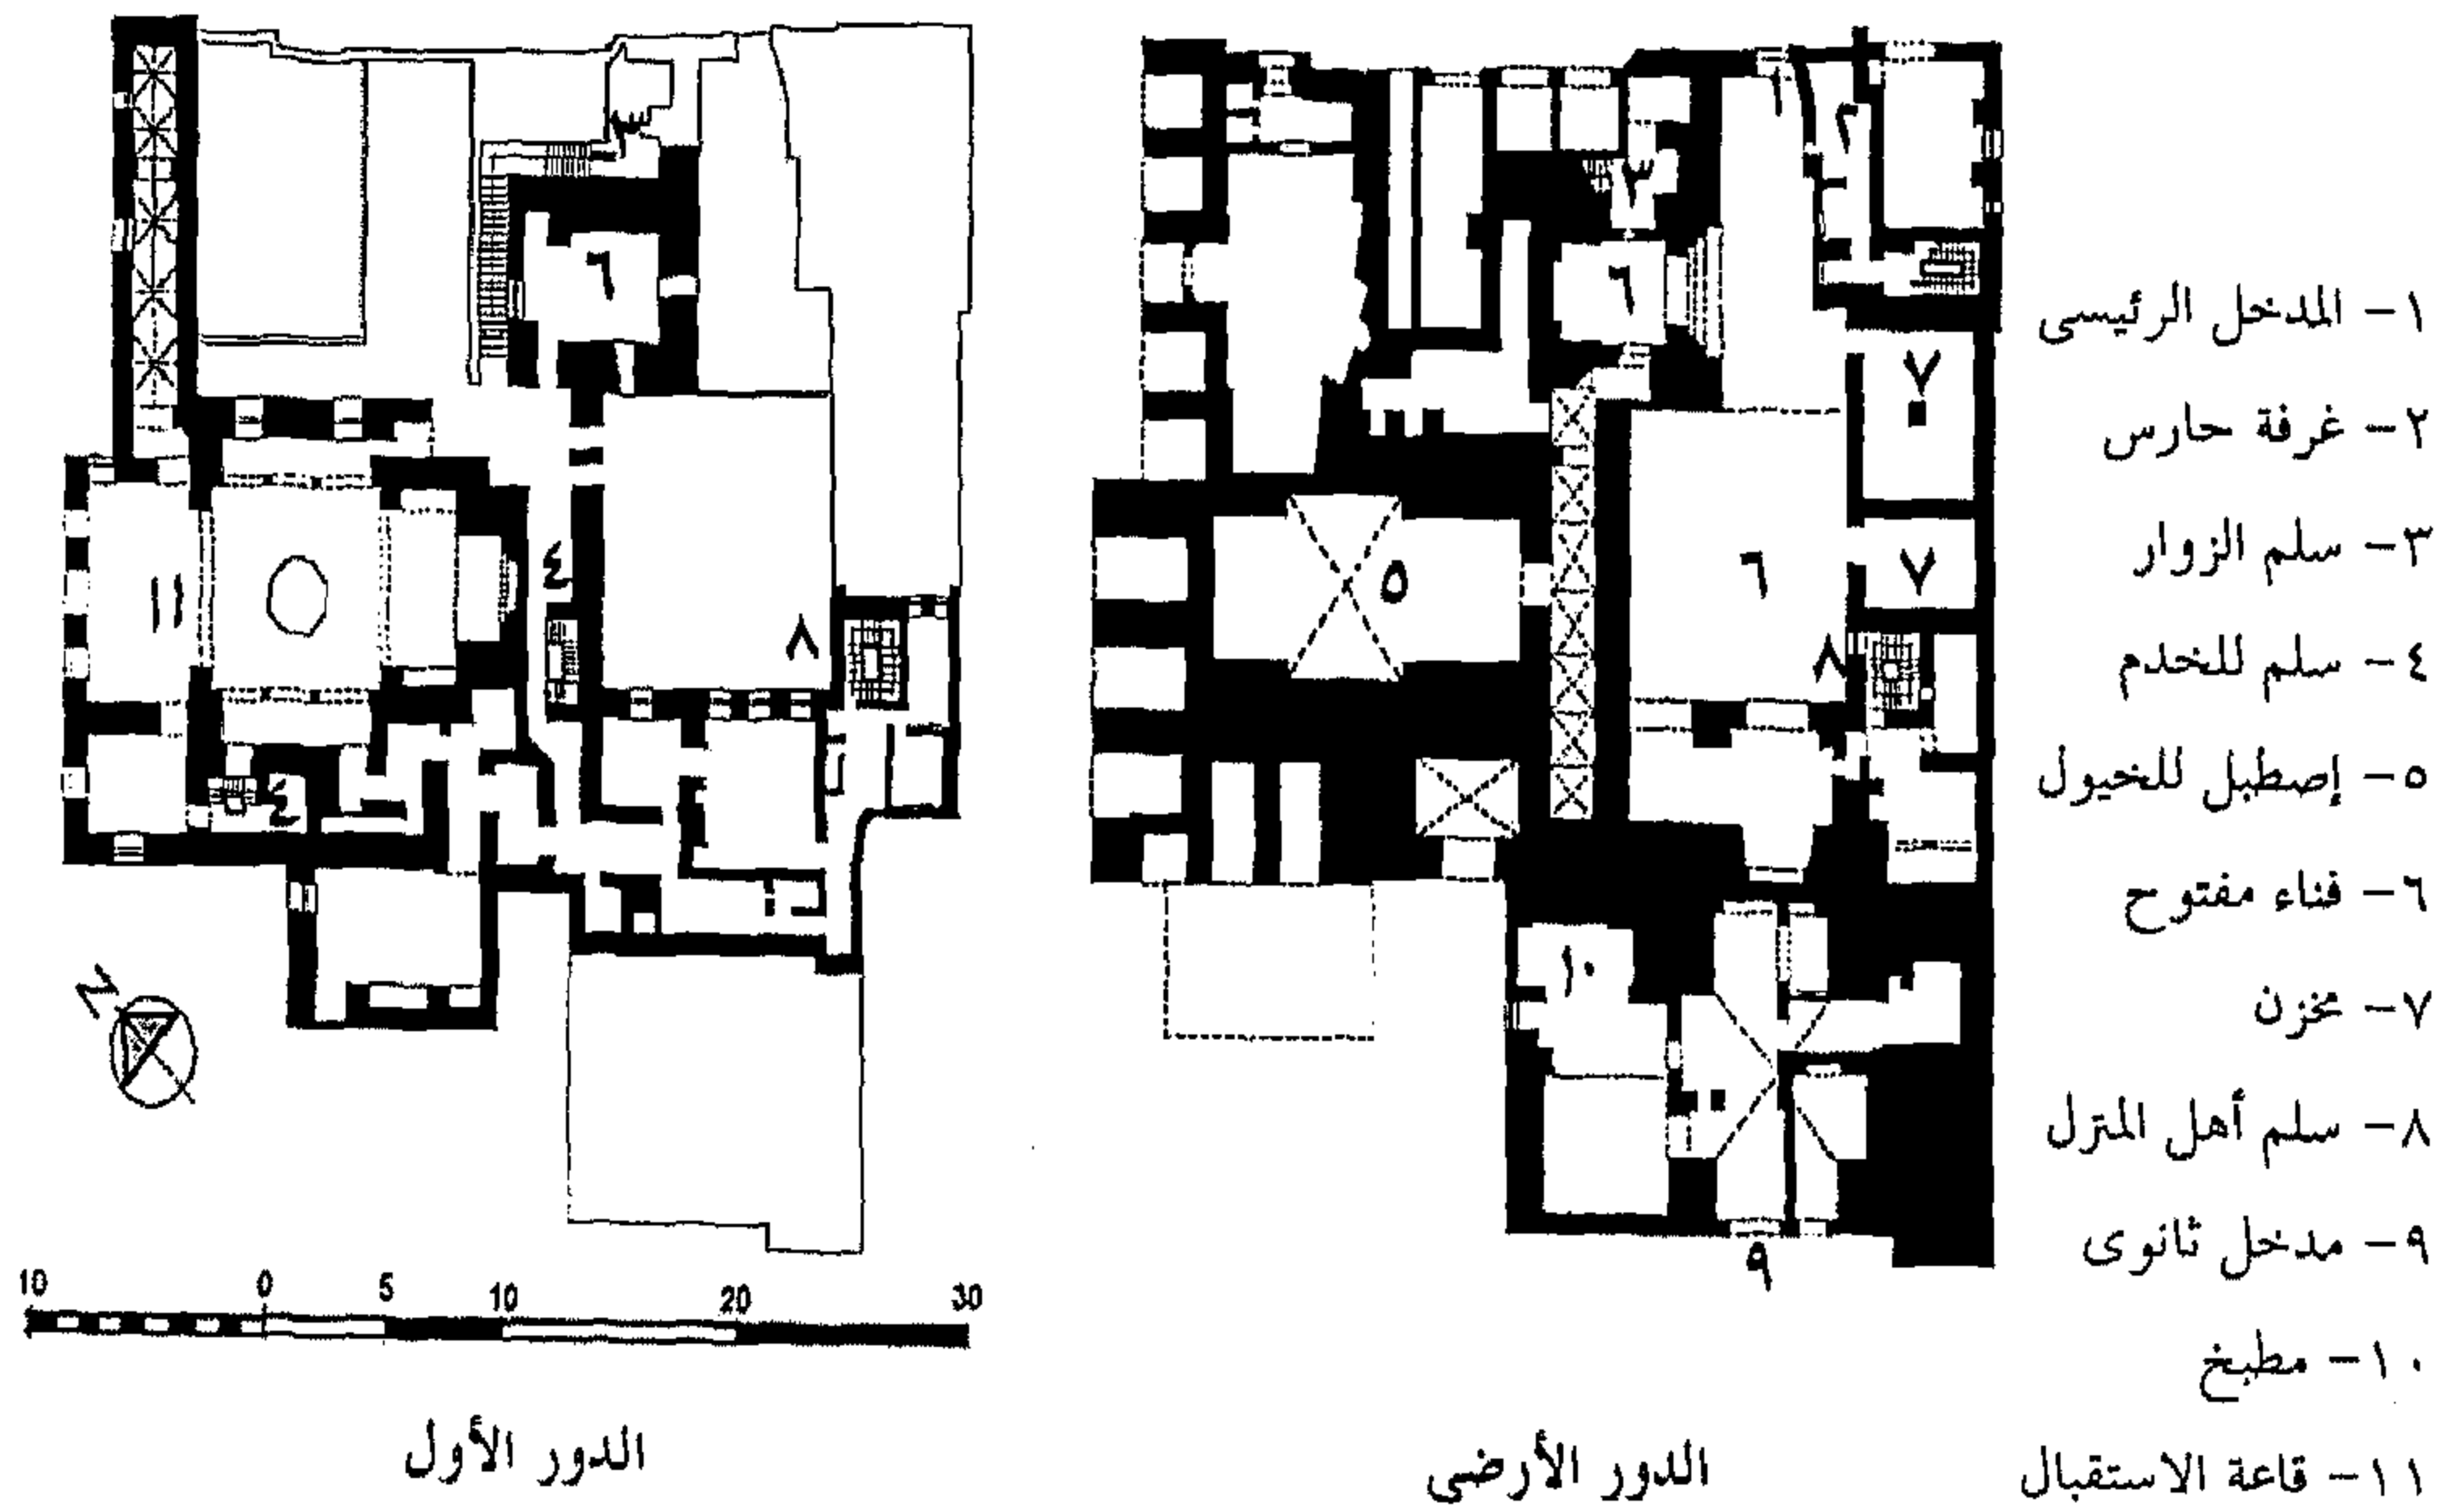 ١- المدخل الرئيسى
٢- غرفة حارس
٣- سلم الزوار
٤- سلم للخدم
٥- إصطبل للخيول
٦- فناء مفتوح
٧- مخزن
٨- سلم أهل المنزل
٩- مدخل ثانوى
١٠- مطبخ
١١- قاعة الاستقبال
١
٢
٣
٦
٧
٧
٥
٦
٨
١٠
٩
الدور الأرضى
٣
٦
٤
١١
٨
٤
N
10 0 5 10 20 30
الدور الأول